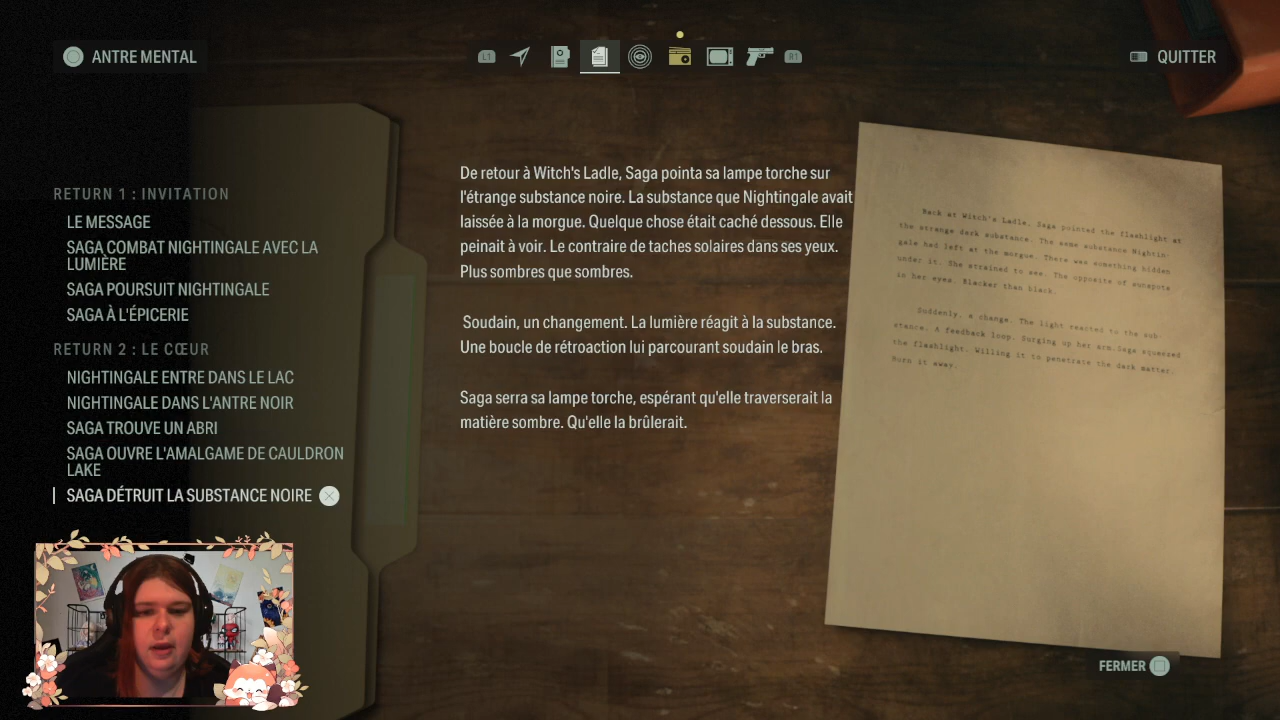 ANTRE MENTAL
L1
R1
QUITTER
RETURN 1 : INVITATION
LE MESSAGE
SAGA COMBAT NIGHTINGALE AVEC LA
LUMIÈRE
SAGA POURSUIT NIGHTINGALE
SAGA À L'ÉPICERIE
RETURN 2 : LE CŒUR
NIGHTINGALE ENTRE DANS LE LAC
NIGHTINGALE DANS L'ANTRE NOIR
SAGA TROUVE UN ABRI
SAGA OUVRE L'AMALGAME DE CAULDRON
LAKE
SAGA DÉTRUIT LA SUBSTANCE NOIRE
De retour à Witch's Ladle, Saga pointa sa lampe torche sur
l'étrange substance noire. La substance que Nightingale avait
laissée à la morgue. Quelque chose était caché dessous. Elle
peinait à voir. Le contraire de taches solaires dans ses yeux.
Plus sombres que sombres.
Soudain, un changement. La lumière réagit à la substance.
Une boucle de rétroaction lui parcourant soudain le bras.
Saga serra sa lampe torche, espérant qu'elle traverserait la
matière sombre. Qu'elle la brûlerait.
Back at Witch's Ladle, Saga pointed the flashlight at
the strange dark substance. The same substance Nightin-
gale had left at the morgue. There was something hidden
under it. She strained to see. The opposite of sunspots
in her eyes. Blacker than black.
Suddenly, a change. The light reacted to the sub-
stance. A feedback loop. Surging up her arm. Saga squeezed
the flashlight. Willing it to penetrate the dark matter.
Burn it away.
FERMER